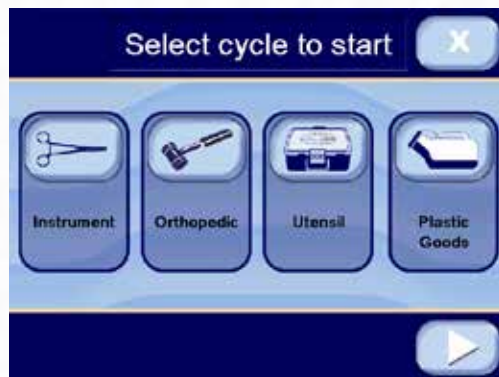 Select cycle to start
X
Instrument
Orthopedic
Utensil
Plastic
Goods